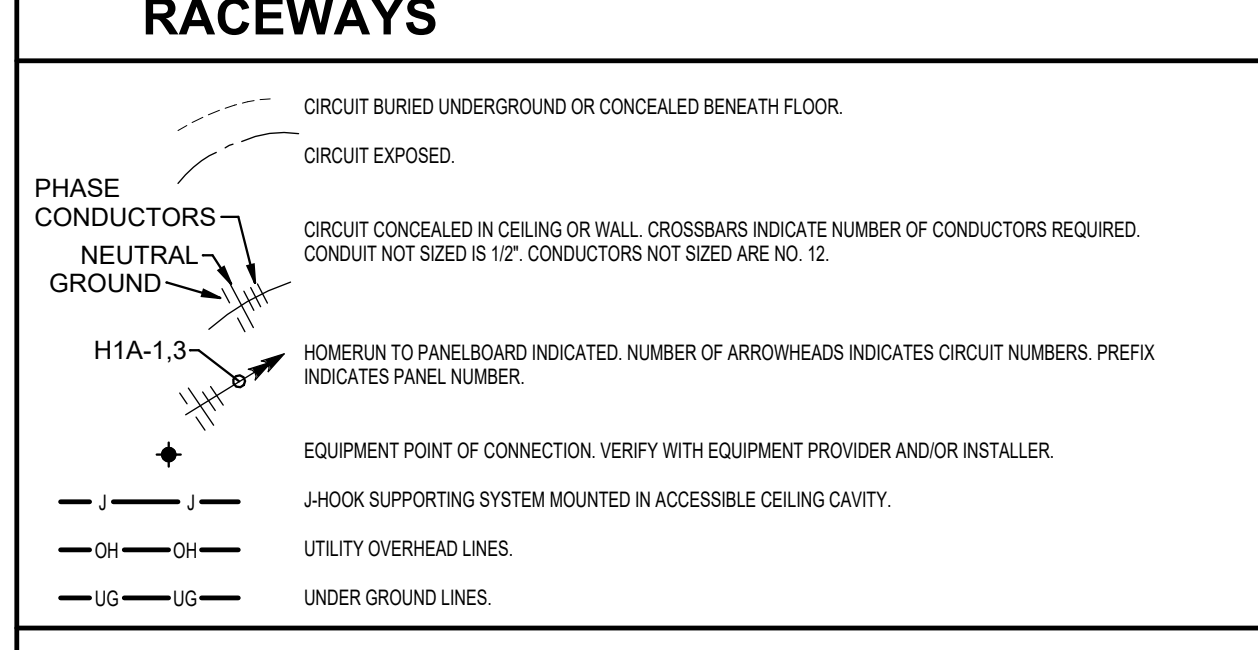 RACEWAYS
CIRCUIT BURIED UNDERGROUND OR CONCEALED BENEATH FLOOR.
CIRCUIT EXPOSED.
PHASE
CONDUCTORS
NEUTRAL
GROUND
CIRCUIT CONCEALED IN CEILING OR WALL. CROSSBARS INDICATE NUMBER OF CONDUCTORS REQUIRED.
CONDUIT NOT SIZED IS 1/2". CONDUCTORS NOT SIZED ARE NO. 12.
H1A-1,3
HOMERUN TO PANELBOARD INDICATED. NUMBER OF ARROWHEADS INDICATES CIRCUIT NUMBERS. PREFIX
INDICATES PANEL NUMBER.
EQUIPMENT POINT OF CONNECTION. VERIFY WITH EQUIPMENT PROVIDER AND/OR INSTALLER.
J J
J-HOOK SUPPORTING SYSTEM MOUNTED IN ACCESSIBLE CEILING CAVITY.
OH OH
UTILITY OVERHEAD LINES.
UG UG
UNDER GROUND LINES.